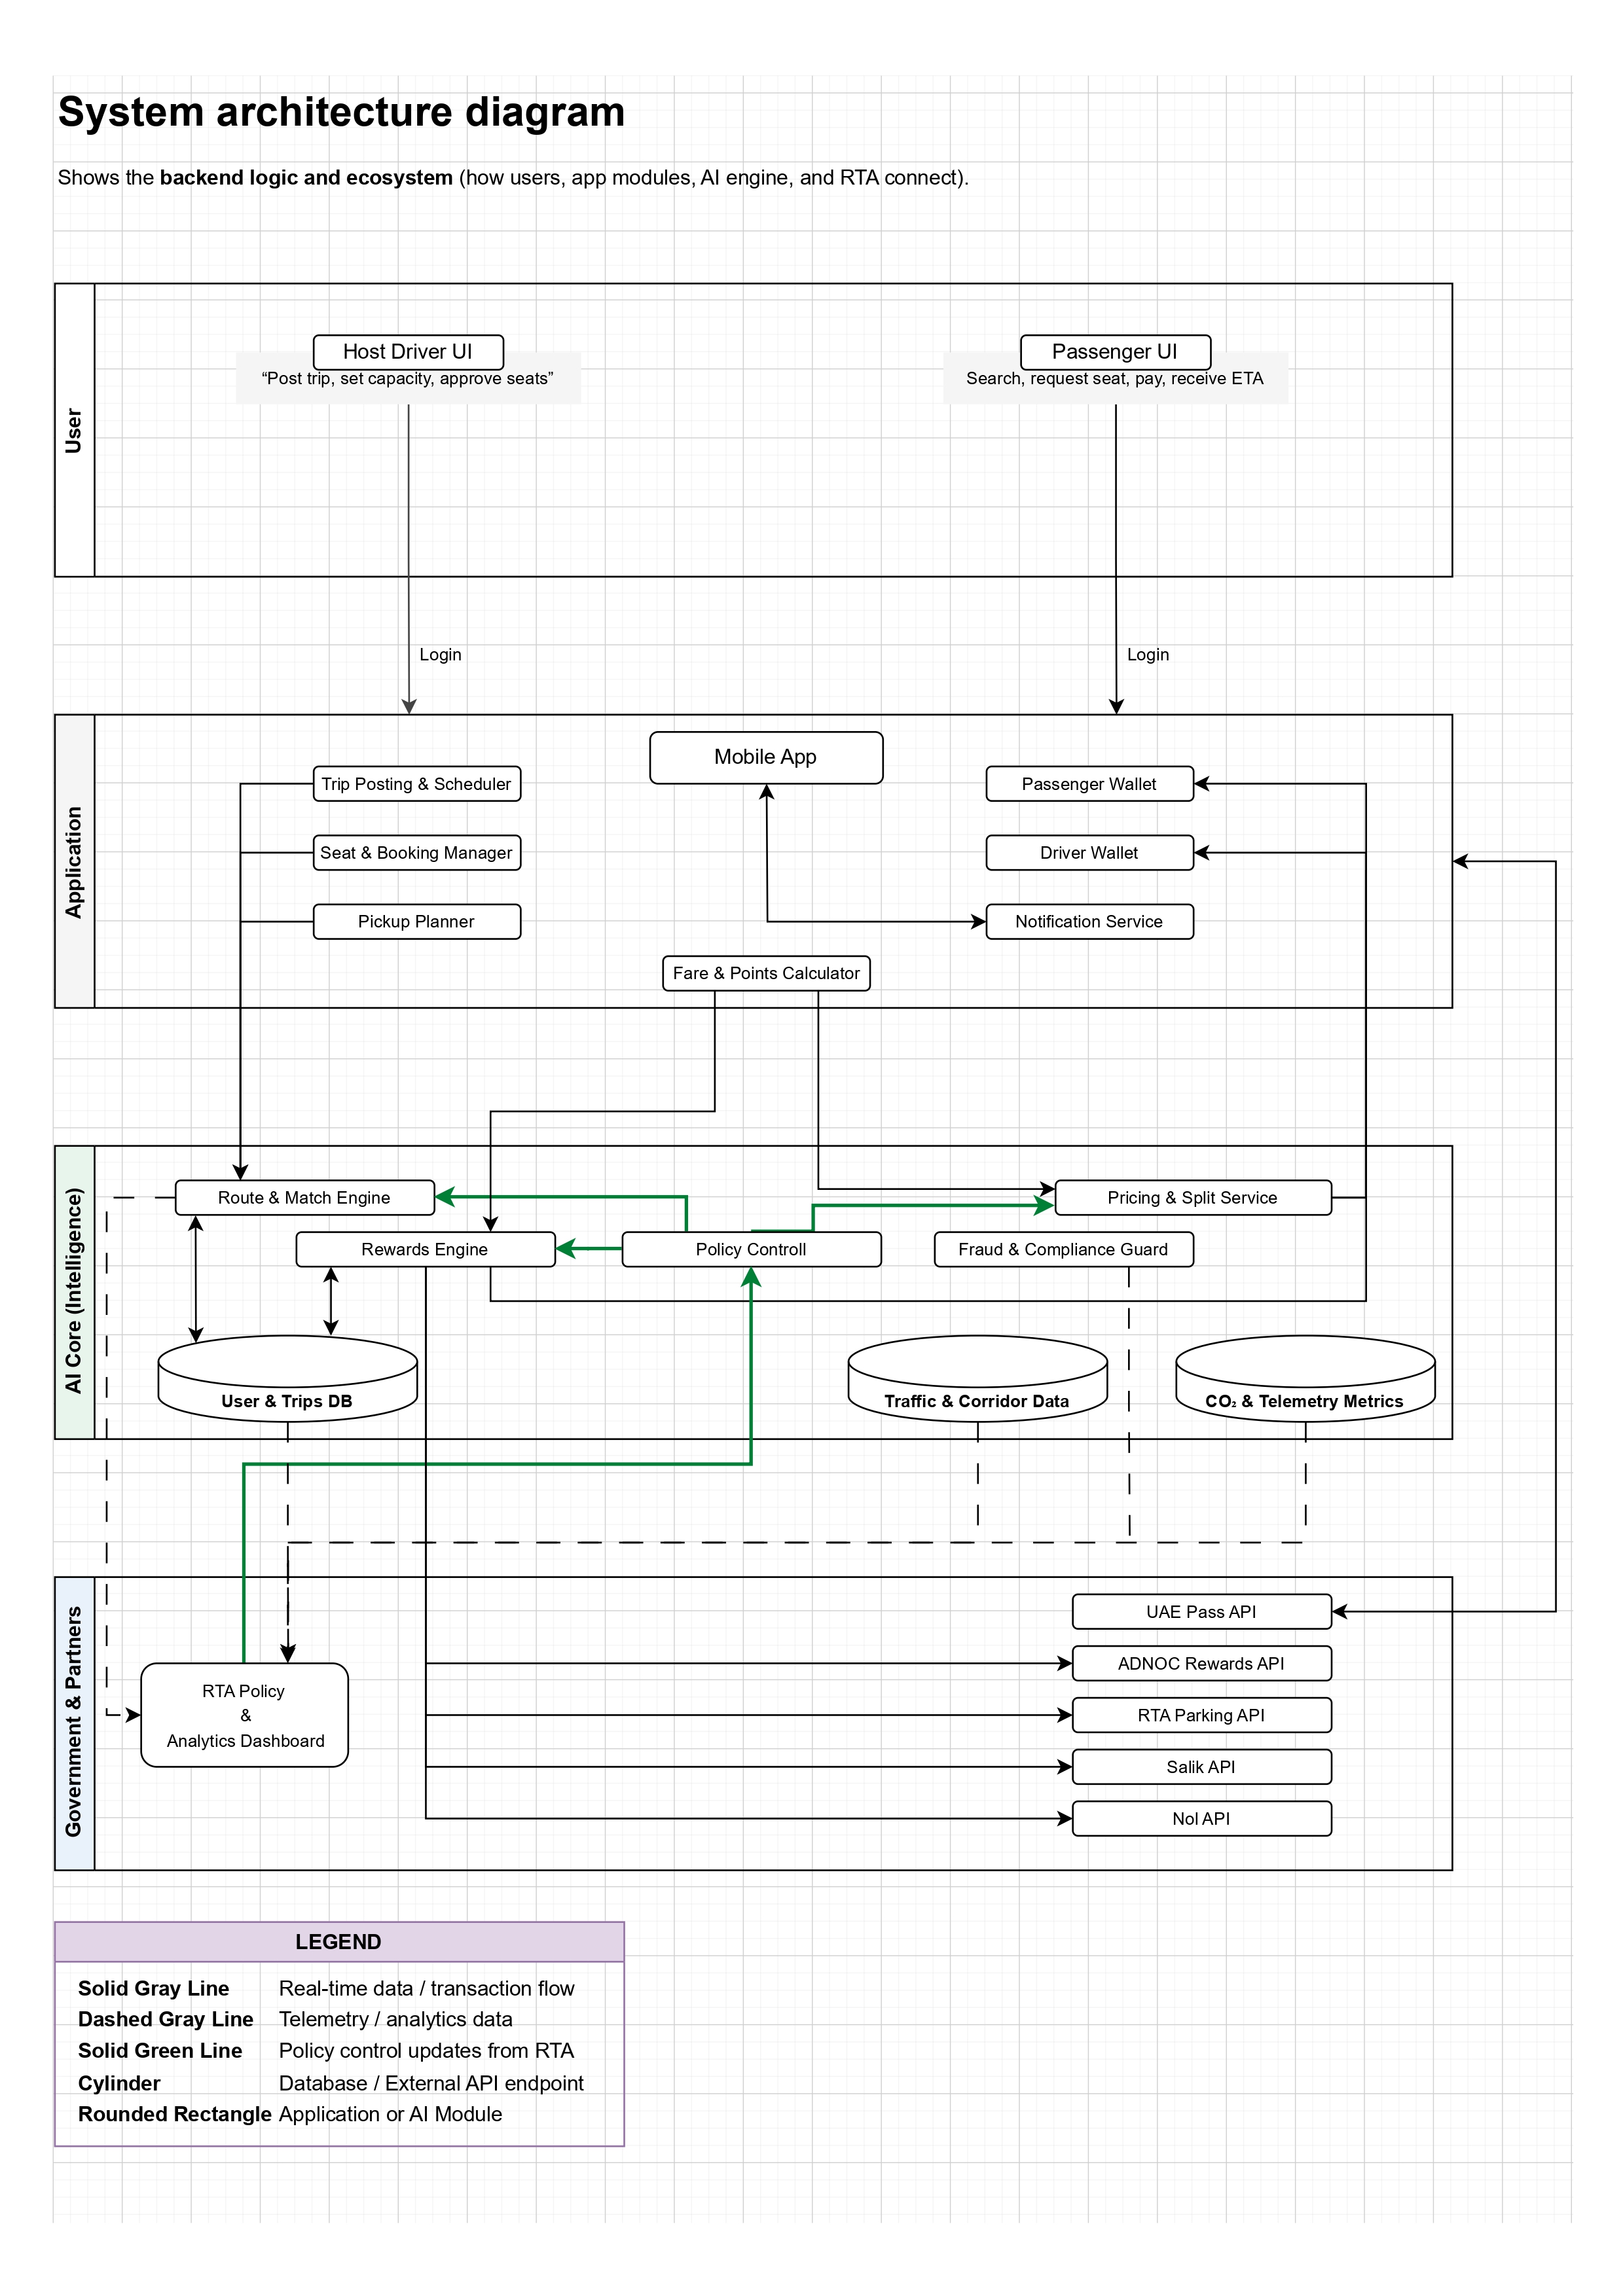 System architecture diagram
Shows the backend logic and ecosystem (how users, app modules, AI engine, and RTA connect).
User
Host Driver UI
“Post trip, set capacity, approve seats”
Passenger UI
Search, request seat, pay, receive ETA
Login
Login
Application
Mobile App
Trip Posting & Scheduler
Passenger Wallet
Seat & Booking Manager
Driver Wallet
Pickup Planner
Notification Service
Fare & Points Calculator
AI Core (Intelligence)
Route & Match Engine
Pricing & Split Service
Rewards Engine
Policy Controll
Fraud & Compliance Guard
User & Trips DB
Traffic & Corridor Data
CO₂ & Telemetry Metrics
Government & Partners
RTA Policy
&
Analytics Dashboard
UAE Pass API
ADNOC Rewards API
RTA Parking API
Salik API
Nol API
LEGEND
Solid Gray Line Real-time data / transaction flow
Dashed Gray Line Telemetry / analytics data
Solid Green Line Policy control updates from RTA
Cylinder Database / External API endpoint
Rounded Rectangle Application or AI Module